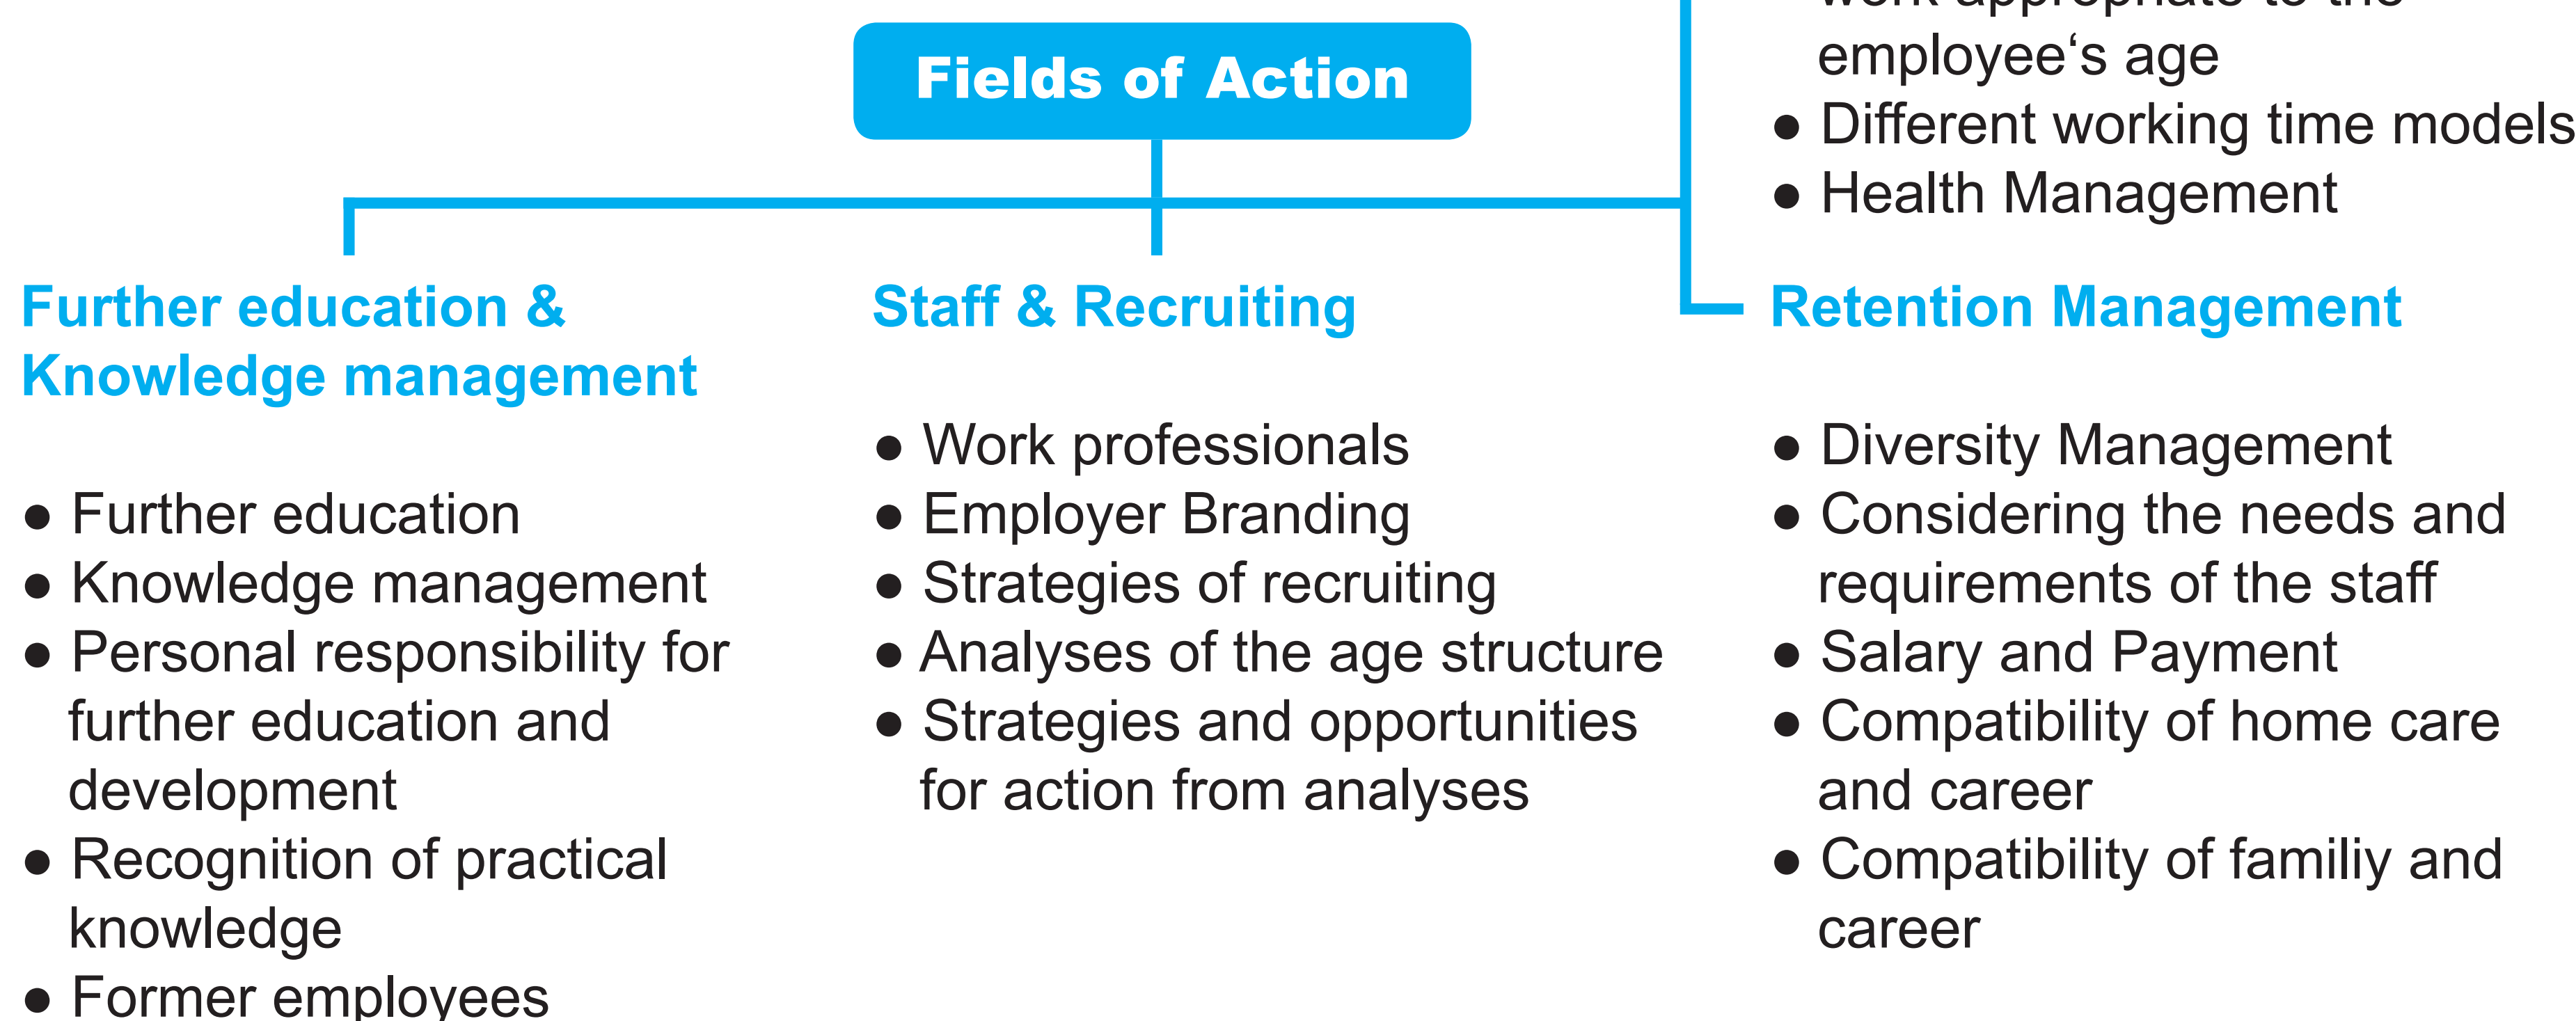 work appropriate to the
employee‘s age
● Different working time models
● Health Management
Fields of Action
Further education &
Knowledge management
● Further education
● Knowledge management
● Personal responsibility for
further education and
development
● Recognition of practical
knowledge
● Former employees
Staff & Recruiting
● Work professionals
● Employer Branding
● Strategies of recruiting
● Analyses of the age structure
● Strategies and opportunities
for action from analyses
Retention Management
● Diversity Management
● Considering the needs and
requirements of the staff
● Salary and Payment
● Compatibility of home care
and career
● Compatibility of familiy and
career